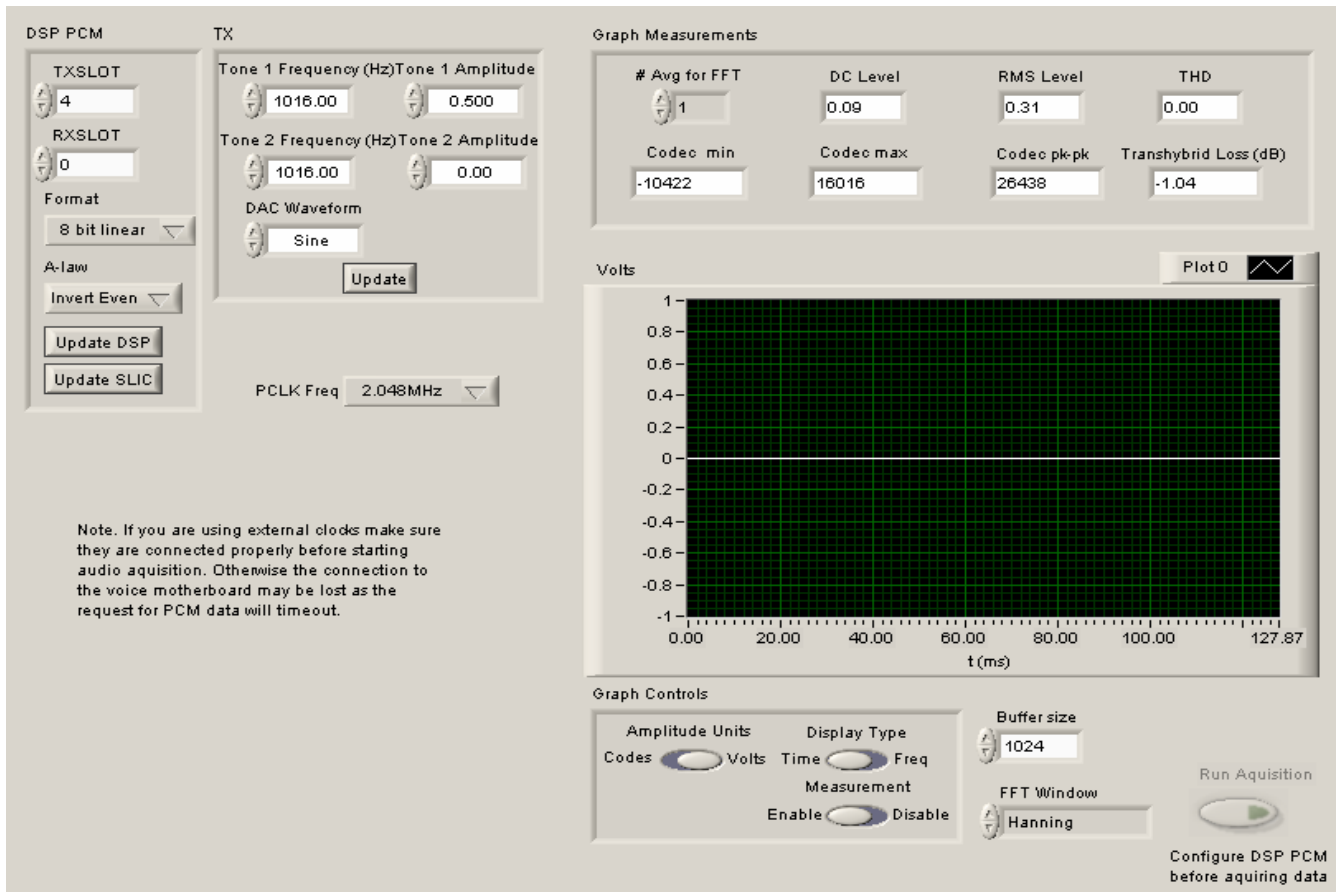 DSP PCM
TXSLOT
4
RXSLOT
0
Format
8 bit linear
A-law
Invert Even
Update DSP
Update SLIC
TX
Tone 1 Frequency (Hz) Tone 1 Amplitude
1016.00 0.500
Tone 2 Frequency (Hz) Tone 2 Amplitude
1016.00 0.00
DAC Waveform
Sine
Update
PCLK Freq 2.048MHz
Note. If you are using external clocks make sure
they are connected properly before starting
audio aquisition. Otherwise the connection to
the voice motherboard may be lost as the
request for PCM data will timeout.
Graph Measurements
# Avg for FFT DC Level RMS Level THD
1 0.09 0.31 0.00
Codec min Codec max Codec pk-pk Transhybrid Loss (dB)
-10422 16016 26438 -1.04
Volts Plot 0
1
0.8
0.6
0.4
0.2
0
-0.2
-0.4
-0.6
-0.8
-1
0.00 20.00 40.00 60.00 80.00 100.00 127.87
t (ms)
Graph Controls
Amplitude Units Display Type
Codes Volts Time Freq
Measurement
Enable Disable
Buffer size
1024
FFT Window
Hanning
Run Aquisition
Configure DSP PCM
before aquiring data